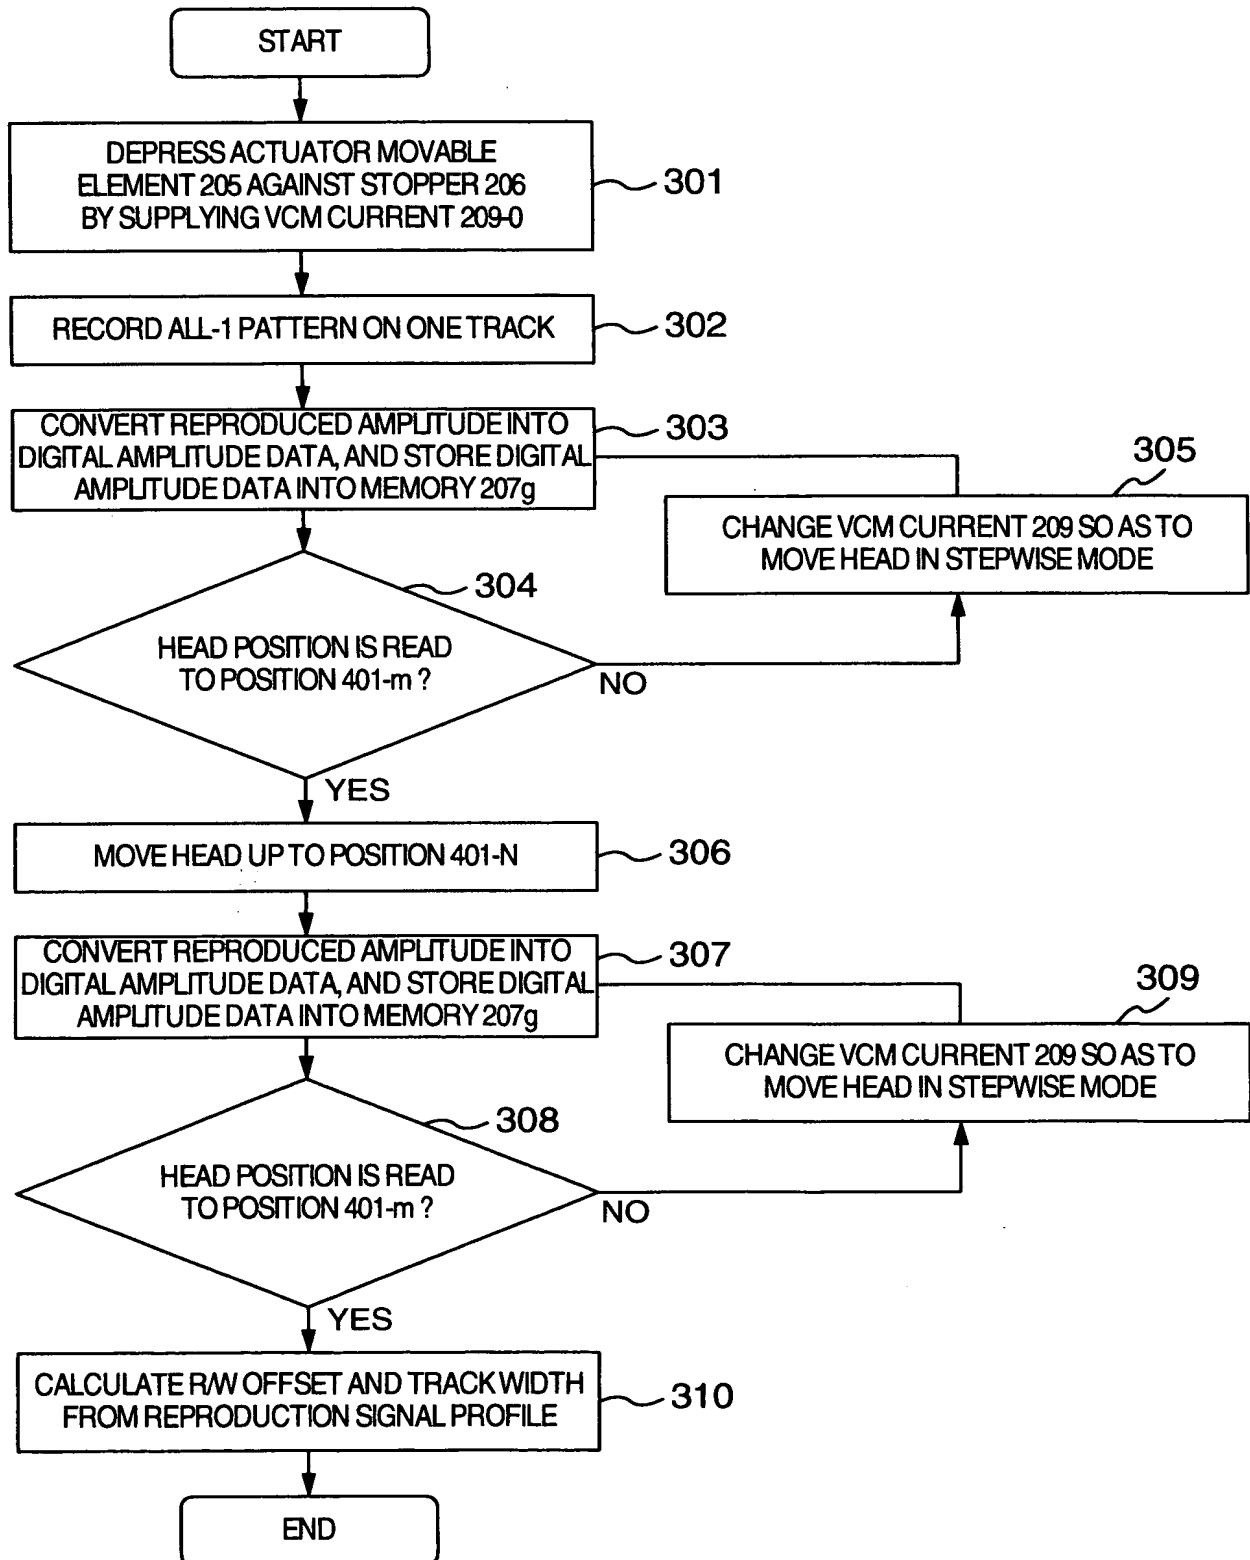 START
DEPRESS ACTUATOR MOVABLE
ELEMENT 205 AGAINST STOPPER 206
BY SUPPLYING VCM CURRENT 209-0
301
RECORD ALL-1 PATTERN ON ONE TRACK
302
CONVERT REPRODUCED AMPLITUDE INTO
DIGITAL AMPLITUDE DATA, AND STORE DIGITAL
AMPLITUDE DATA INTO MEMORY 207g
303
305
CHANGE VCM CURRENT 209 SO AS TO
MOVE HEAD IN STEPWISE MODE
304
HEAD POSITION IS READ
TO POSITION 401-m ?
NO
YES
MOVE HEAD UP TO POSITION 401-N
306
CONVERT REPRODUCED AMPLITUDE INTO
DIGITAL AMPLITUDE DATA, AND STORE DIGITAL
AMPLITUDE DATA INTO MEMORY 207g
307
309
CHANGE VCM CURRENT 209 SO AS TO
MOVE HEAD IN STEPWISE MODE
308
HEAD POSITION IS READ
TO POSITION 401-m ?
NO
YES
CALCULATE R/W OFFSET AND TRACK WIDTH
FROM REPRODUCTION SIGNAL PROFILE
310
END